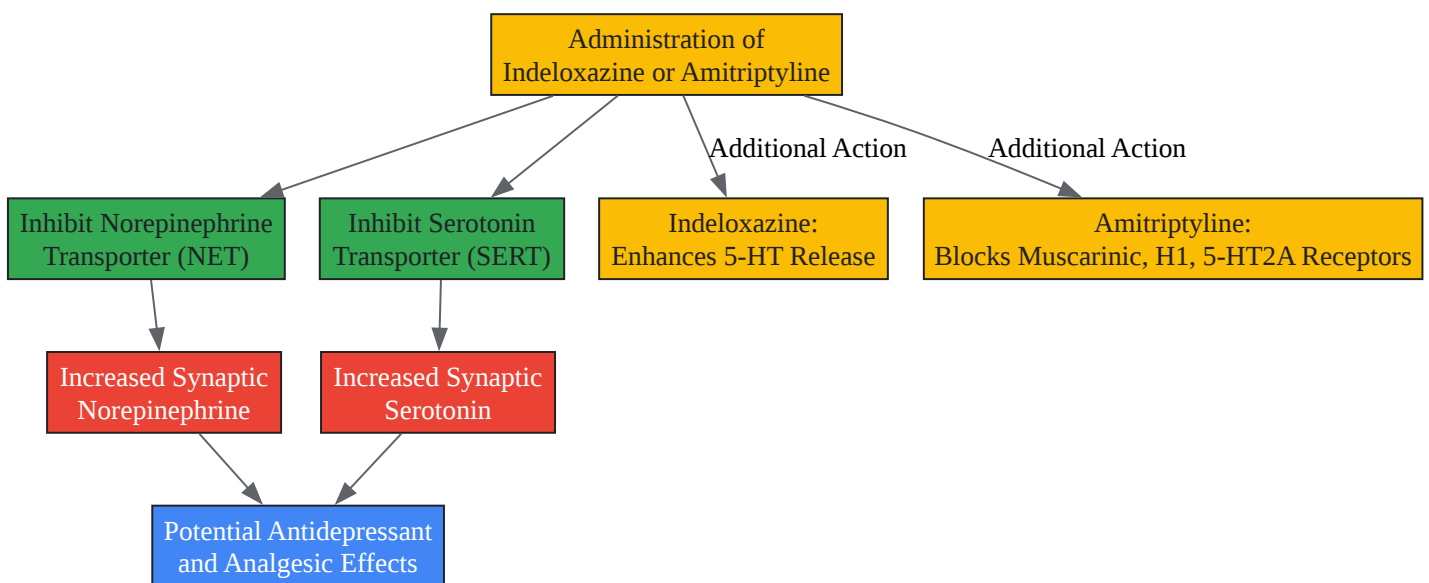 Administration of
Indeloxazine or Amitriptyline
Additional Action
Additional Action
Inhibit Norepinephrine
Transporter (NET)
Inhibit Serotonin
Transporter (SERT)
Indeloxazine:
Enhances 5-HT Release
Amitriptyline:
Blocks Muscarinic, H1, 5-HT2A Receptors
Increased Synaptic
Norepinephrine
Increased Synaptic
Serotonin
Potential Antidepressant
and Analgesic Effects